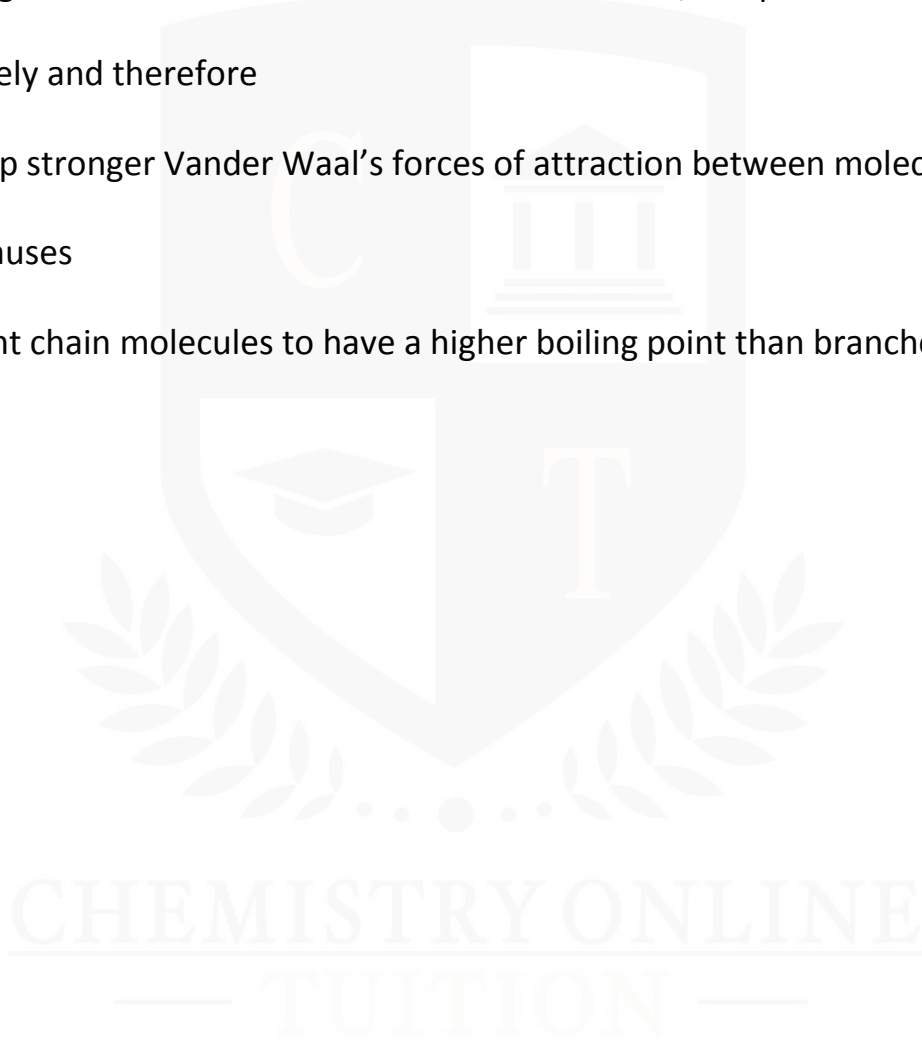 ely and therefore
p stronger Vander Waal’s forces of attraction between molec
uses
nt chain molecules to have a higher boiling point than branch
C
T
CHEMISTRY ONLINE
— TUITION —